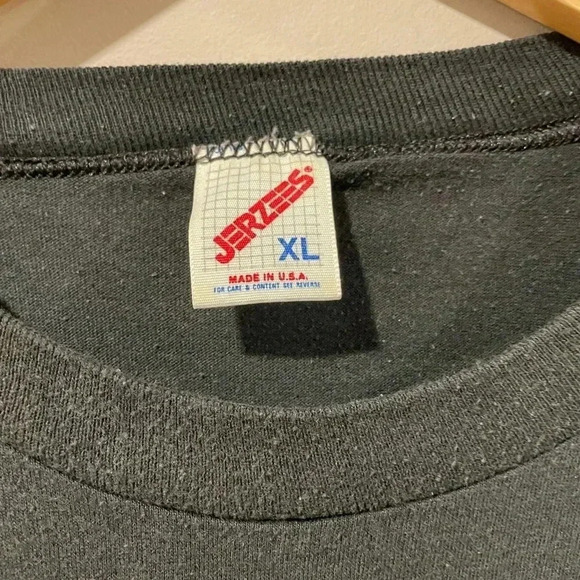 JERZEES®
XL
MADE IN U.S.A.
FOR CARE & CONTENT SEE REVERSE